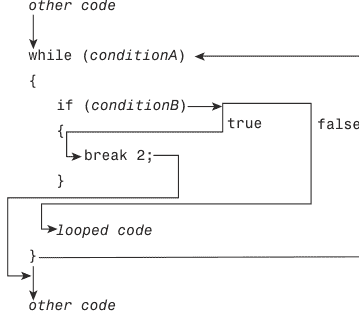 other code
while (conditionA)
{
if (conditionB)
true
false
{
break 2;
}
looped code
}
other code